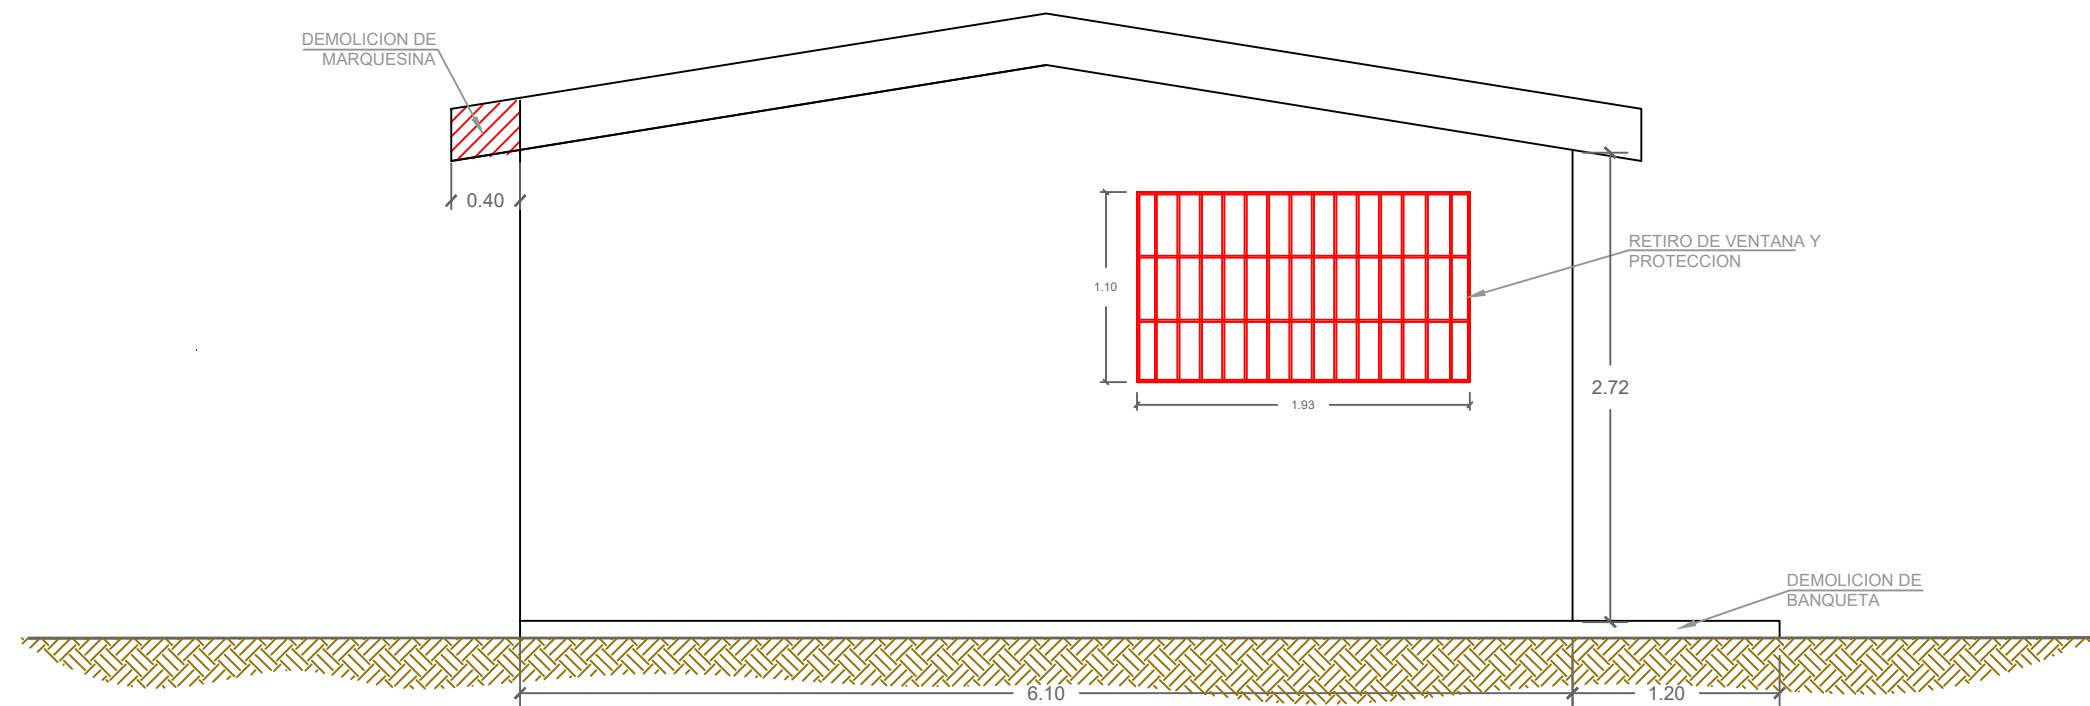 DEMOLICION DE
MARQUESINA
0.40
1.10
1.93
RETIRO DE VENTANA Y
PROTECCION
2.72
DEMOLICION DE
BANQUETA
6.10
1.20